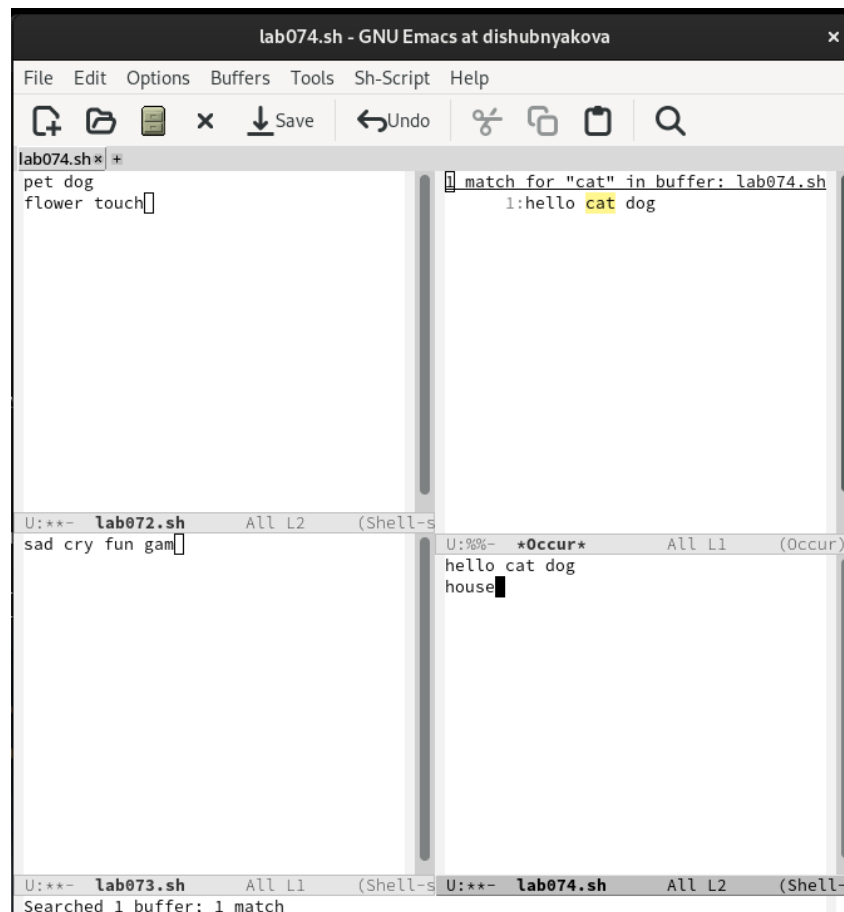 lab074.sh - GNU Emacs at dishubnyakova ×
File Edit Options Buffers Tools Sh-Script Help
Save Undo
lab074.sh× +
pet dog
flower touch
U:**- lab072.sh All L2 (Shell-s
sad cry fun gam
U:**- lab073.sh All L1 (Shell-s
1 match for "cat" in buffer: lab074.sh
1:hello cat dog
U:%%- *Occur* All L1 (Occur)
hello cat dog
house
U:**- lab074.sh All L2 (Shell-
Searched 1 buffer; 1 match